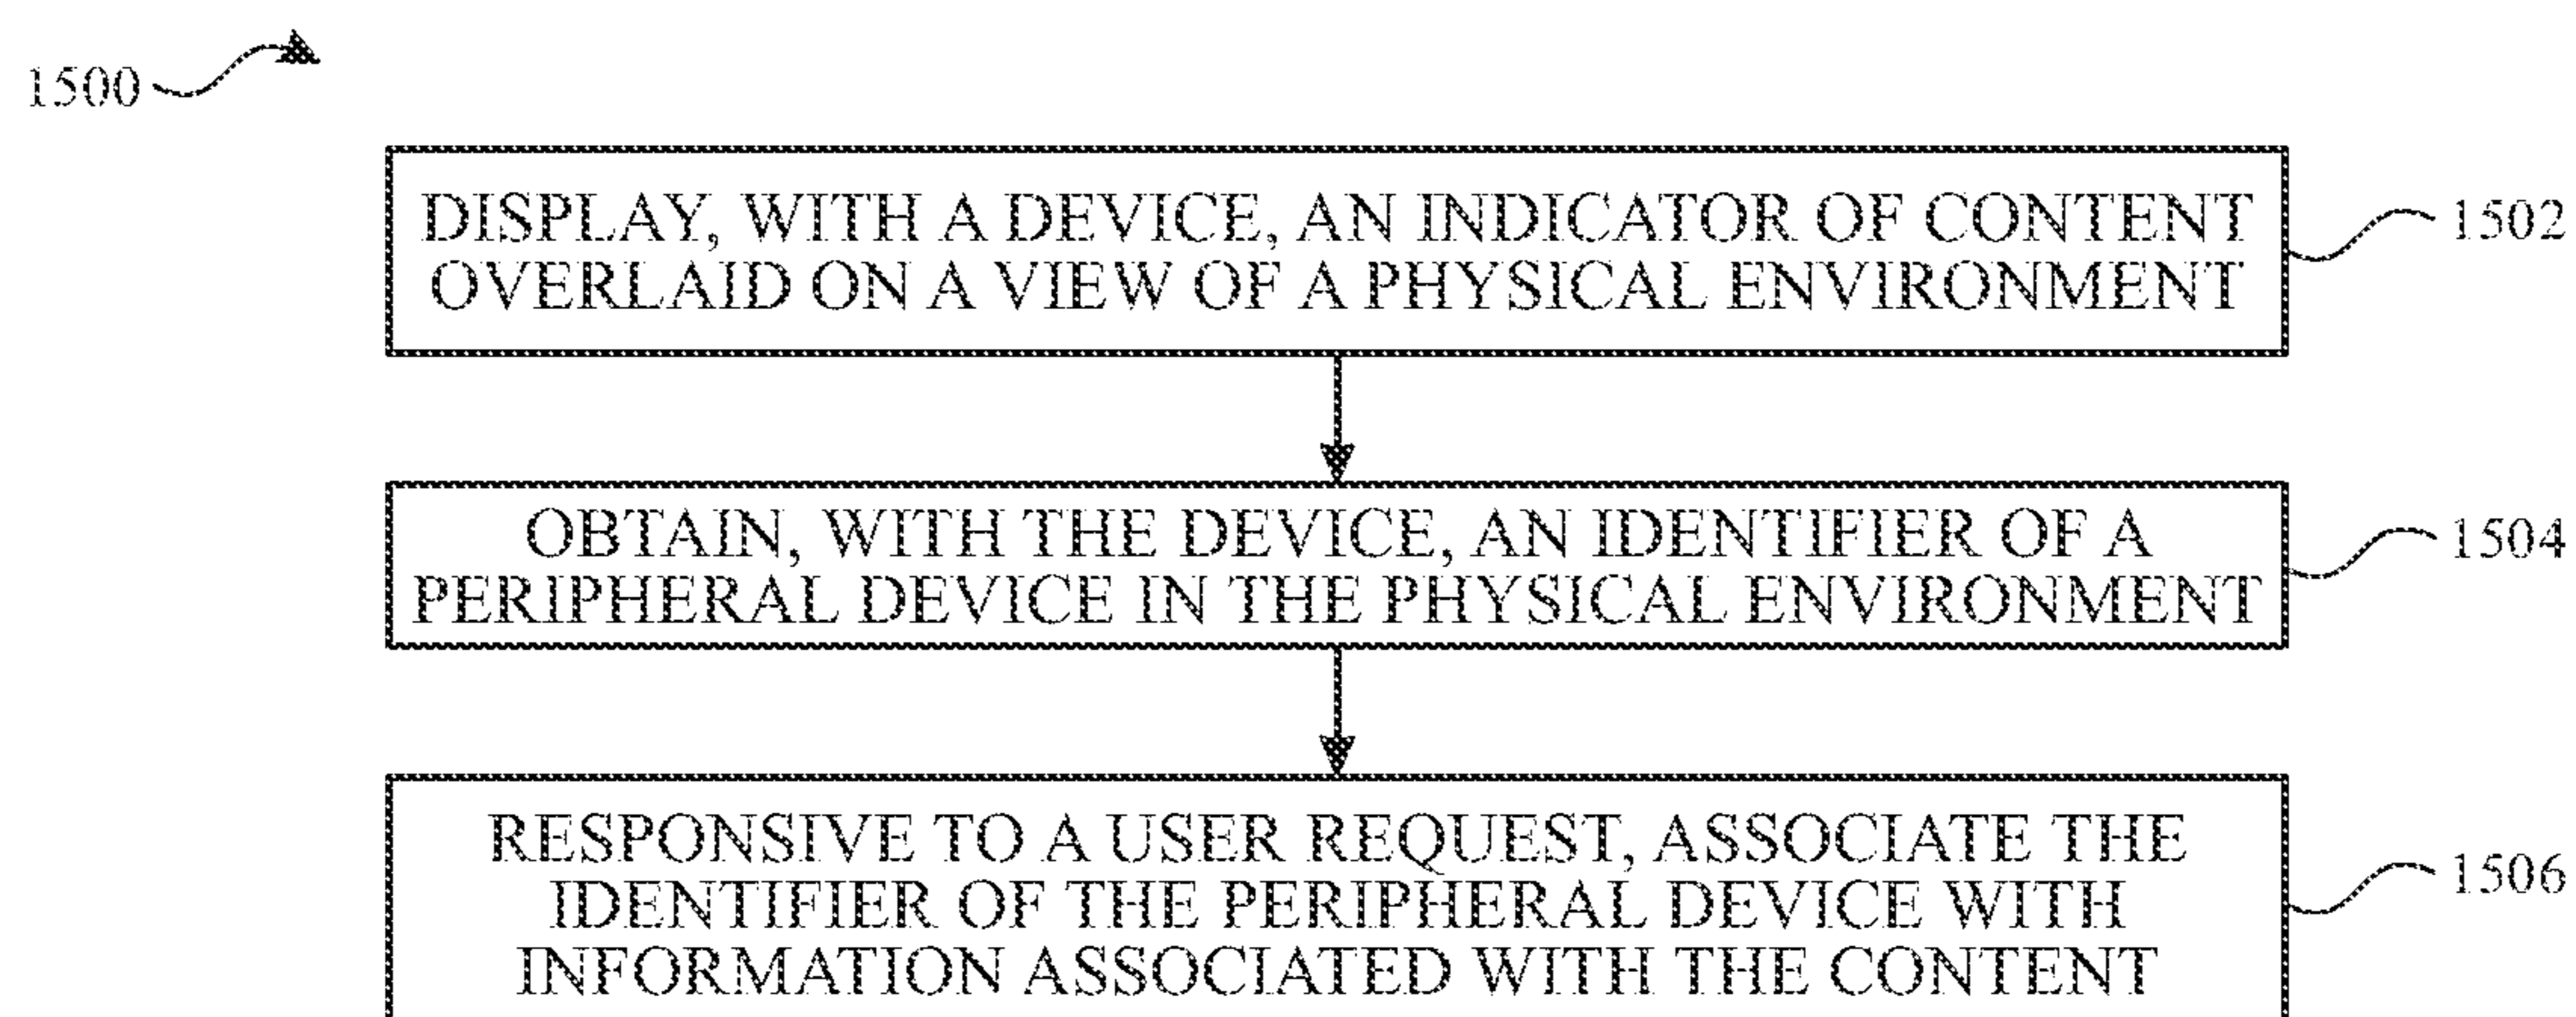 1500
DISPLAY, WITH A DEVICE, AN INDICATOR OF CONTENT
OVERLAID ON A VIEW OF A PHYSICAL ENVIRONMENT
1502
OBTAIN, WITH THE DEVICE, AN IDENTIFIER OF A
PERIPHERAL DEVICE IN THE PHYSICAL ENVIRONMENT
1504
RESPONSIVE TO A USER REQUEST, ASSOCIATE THE
IDENTIFIER OF THE PERIPHERAL DEVICE WITH
INFORMATION ASSOCIATED WITH THE CONTENT
1506